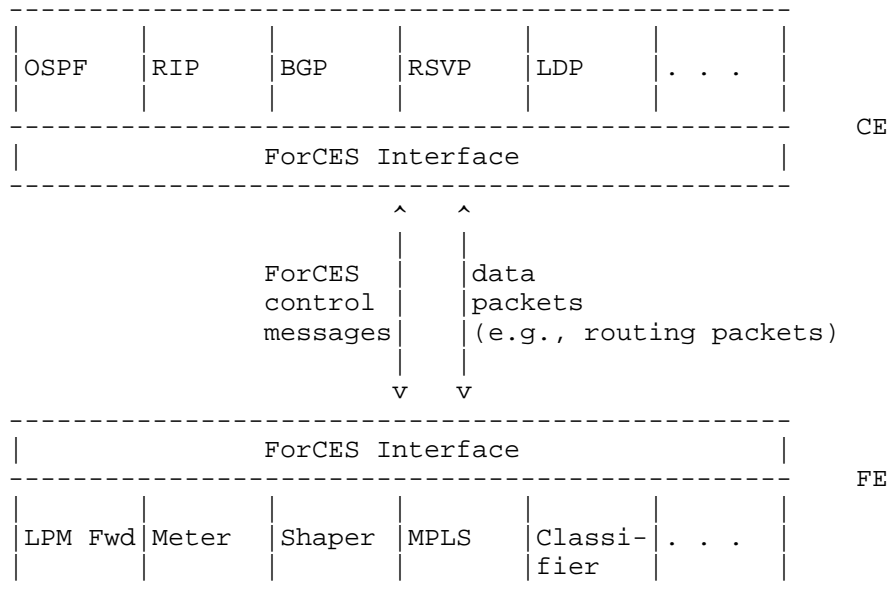 OSPF RIP BGP RSVP LDP . . .
CE
ForCES Interface
ForCES data
control packets
messages (e.g., routing packets)
v v
ForCES Interface
FE
LPM Fwd Meter Shaper MPLS Classi- . . .
fier